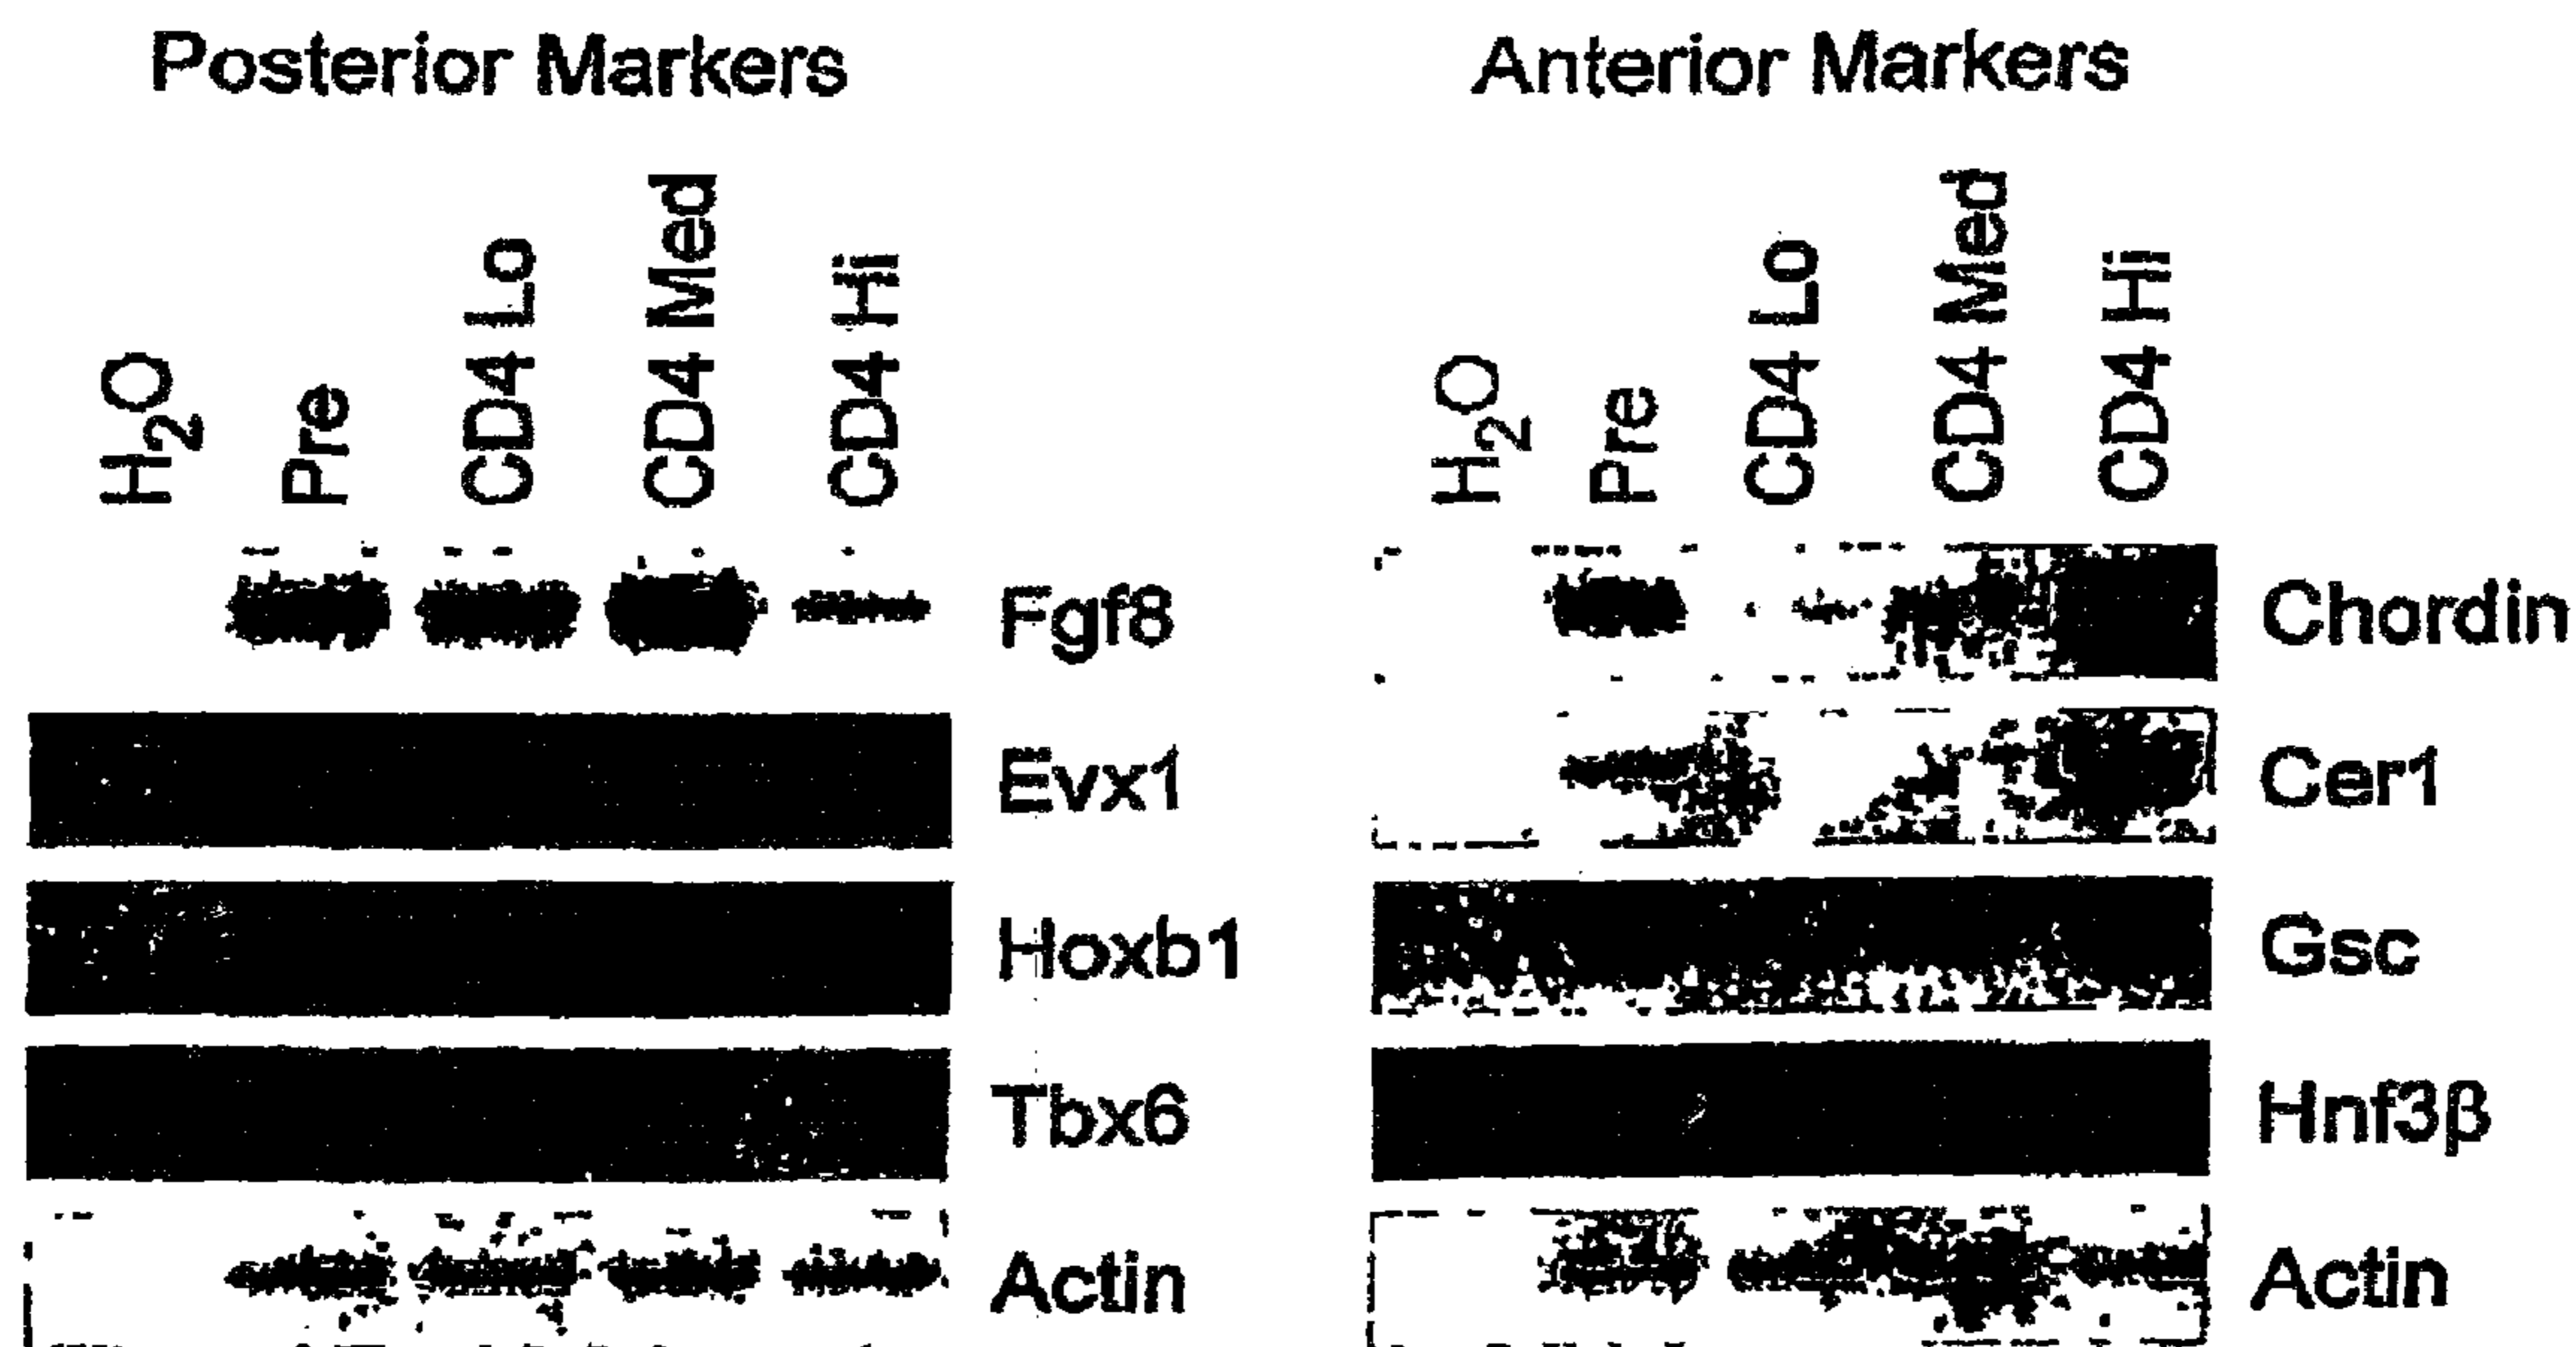 Posterior Markers
H₂O
Pre
CD4 Lo
CD4 Med
CD4 Hi
Fgf8
Evx1
Hoxb1
Tbx6
Actin
Anterior Markers
H₂O
Pre
CD4 Lo
CD4 Med
CD4 Hi
Chordin
Cer1
Gsc
Hnf3β
Actin